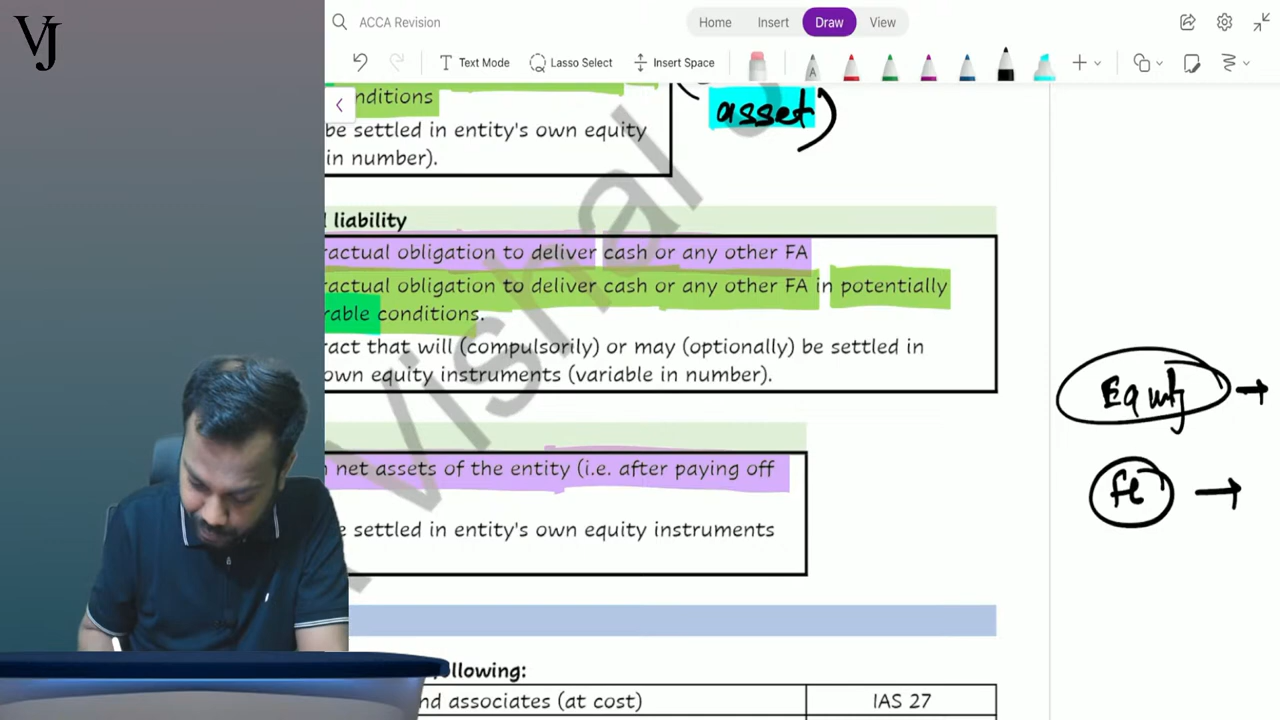 VJ
ACCA Revision
Home Insert Draw View
Text Mode Lasso Select Insert Space
nditions
be settled in entity's own equity
in number).
asset
l liability
ractual obligation to deliver cash or any other FA
ractual obligation to deliver cash or any other FA in potentially
rable conditions.
ract that will (compulsorily) or may (optionally) be settled in
own equity instruments (variable in number).
Equity →
FL →
n net assets of the entity (i.e. after paying off
e settled in entity's own equity instruments
ollowing:
nd associates (at cost) IAS 27
Vishal